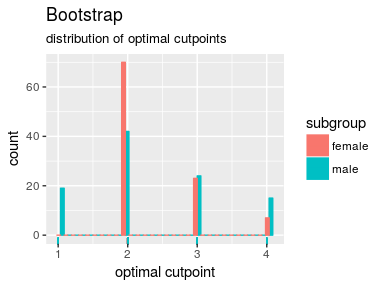 Bootstrap
distribution of optimal cutpoints
60
40
20
0
count
1 2 3 4
optimal cutpoint
subgroup
female
male